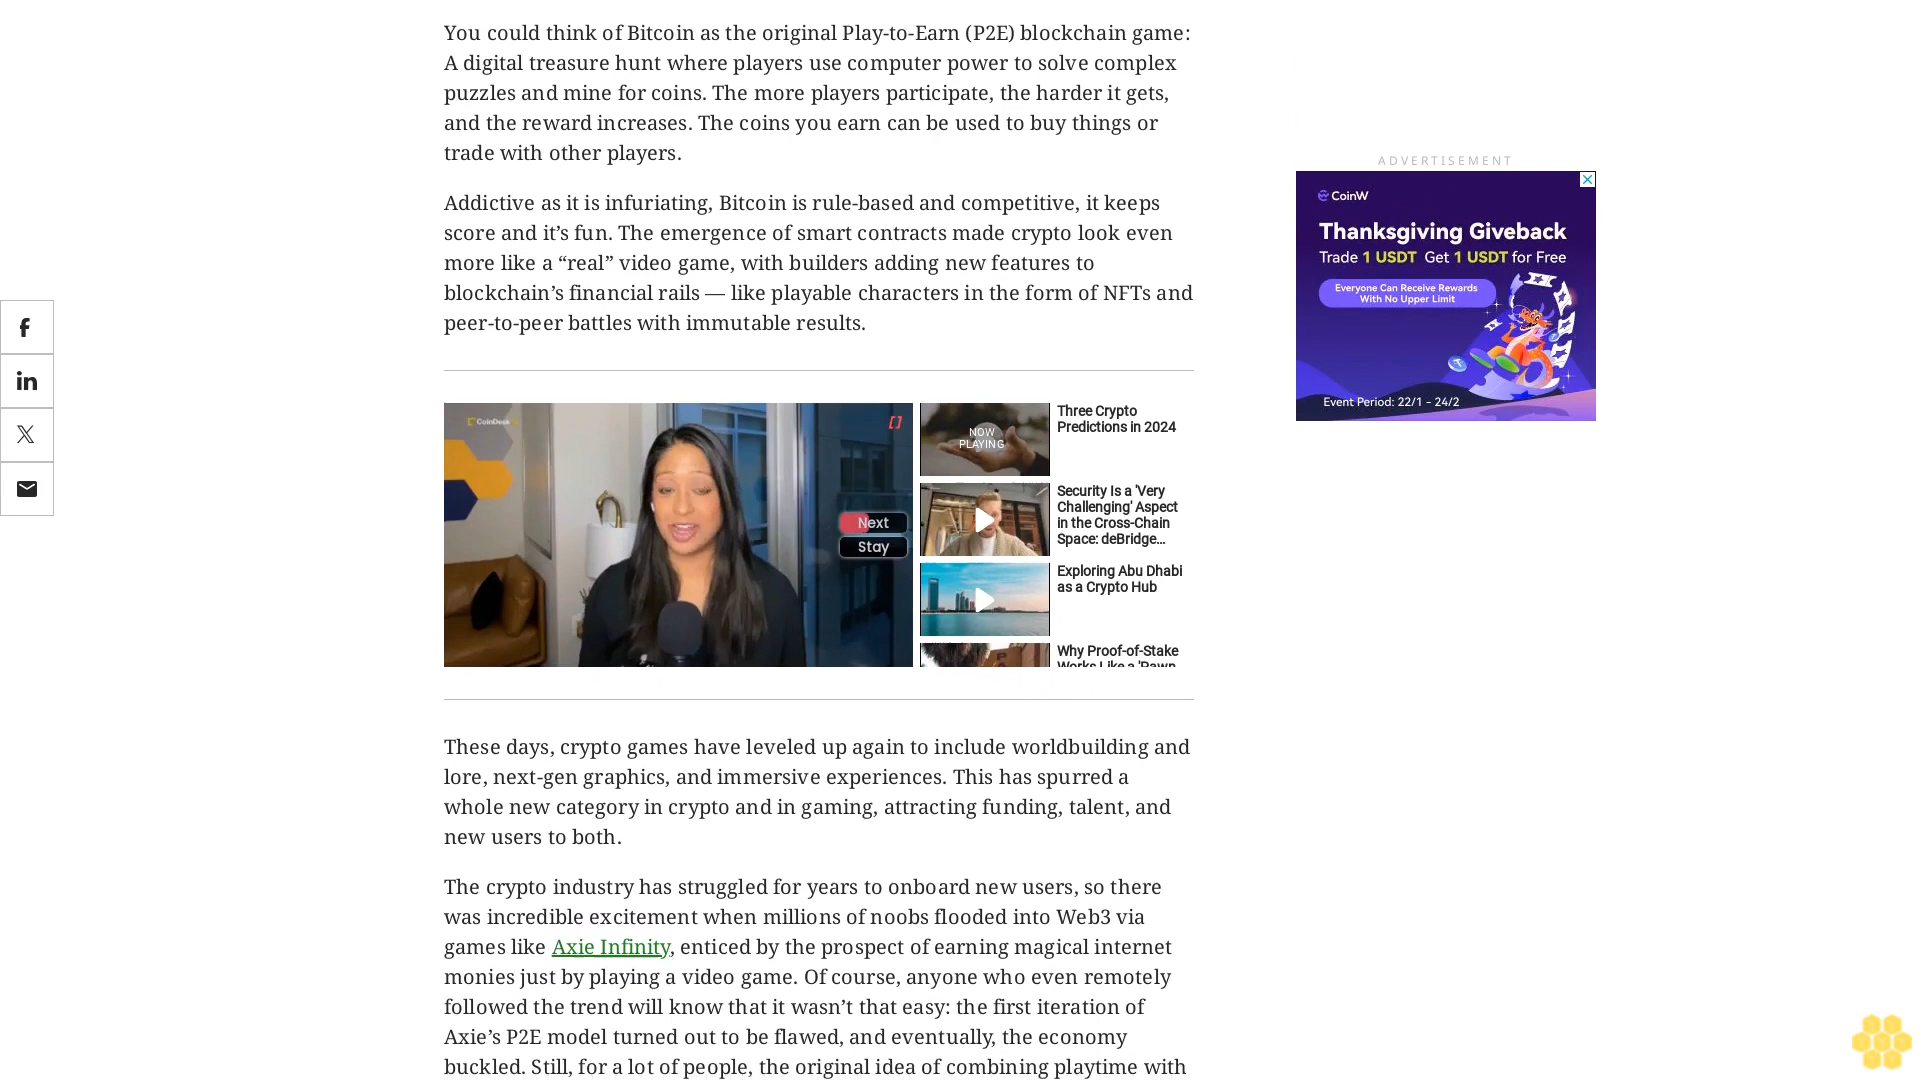 You could think of Bitcoin as the original Play-to-Earn (P2E) blockchain game:
A digital treasure hunt where players use computer power to solve complex
puzzles and mine for coins. The more players participate, the harder it gets,
and the reward increases. The coins you earn can be used to buy things or
trade with other players.
Addictive as it is infuriating, Bitcoin is rule-based and competitive, it keeps
score and it’s fun. The emergence of smart contracts made crypto look even
more like a “real” video game, with builders adding new features to
blockchain’s financial rails — like playable characters in the form of NFTs and
peer-to-peer battles with immutable results.
CoinDesk
[]
Next
Stay
NOW
PLAYING
Three Crypto
Predictions in 2024
Security Is a 'Very
Challenging' Aspect
in the Cross-Chain
Space: deBridge...
Exploring Abu Dhabi
as a Crypto Hub
Why Proof-of-Stake
Works Like a 'Pawn
These days, crypto games have leveled up again to include worldbuilding and
lore, next-gen graphics, and immersive experiences. This has spurred a
whole new category in crypto and in gaming, attracting funding, talent, and
new users to both.
The crypto industry has struggled for years to onboard new users, so there
was incredible excitement when millions of noobs flooded into Web3 via
games like Axie Infinity, enticed by the prospect of earning magical internet
monies just by playing a video game. Of course, anyone who even remotely
followed the trend will know that it wasn’t that easy: the first iteration of
Axie’s P2E model turned out to be flawed, and eventually, the economy
buckled. Still, for a lot of people, the original idea of combining playtime with
ADVERTISEMENT
CoinW
Thanksgiving Giveback
Trade 1 USDT Get 1 USDT for Free
Everyone Can Receive Rewards
With No Upper Limit
Event Period: 22/1 - 24/2